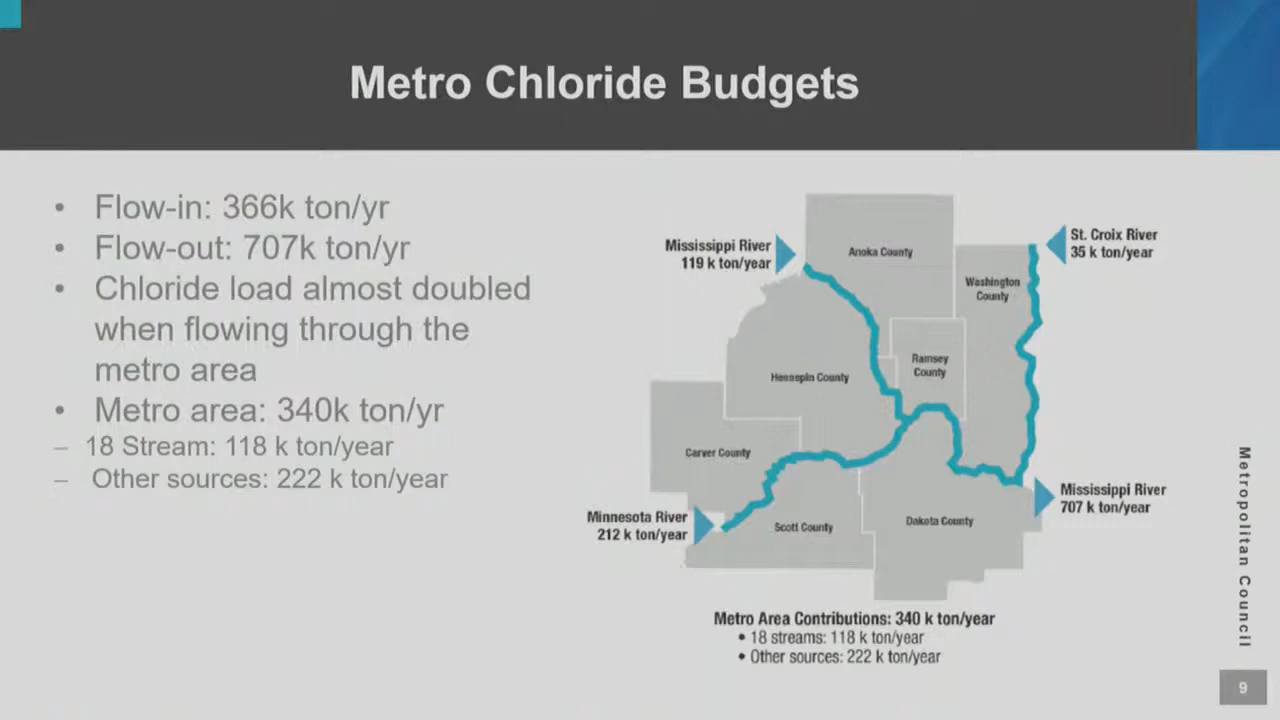 Metro Chloride Budgets
• Flow-in: 366k ton/yr
• Flow-out: 707k ton/yr
• Chloride load almost doubled
when flowing through the
metro area
• Metro area: 340k ton/yr
– 18 Stream: 118 k ton/year
– Other sources: 222 k ton/year
Mississippi River
119 k ton/year
Anoka County
St. Croix River
35 k ton/year
Washington
County
Ramsey
County
Hennepin County
Carver County
Minnesota River
212 k ton/year
Scott County
Dakota County
Mississippi River
707 k ton/year
Metro Area Contributions: 340 k ton/year
• 18 streams: 118 k ton/year
• Other sources: 222 k ton/year
Metropolitan Council
9